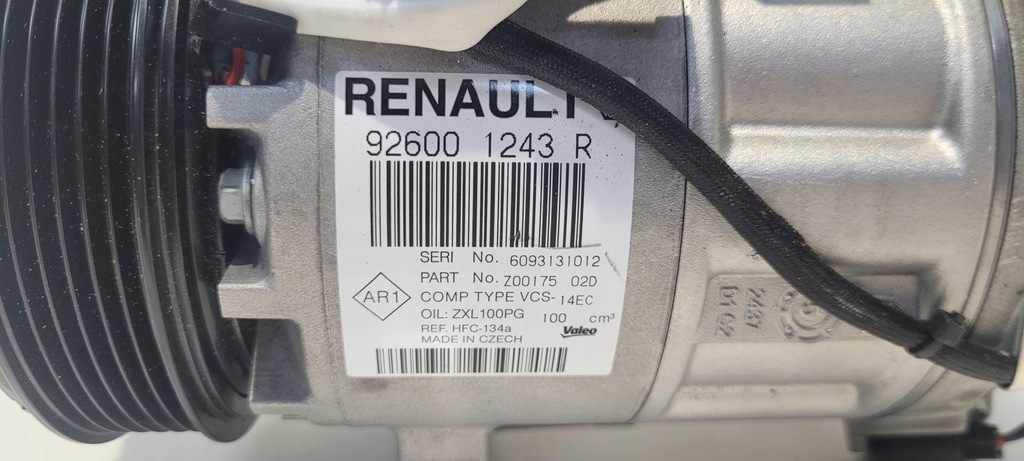 RENAULT
92600 1243 R
SERI No. 6093131012
PART No. Z00175 02D
AR1
COMP TYPE VCS-14EC
OIL: ZXL100PG 100 cm³
REF. HFC-134a
Valeo
MADE IN CZECH
2437